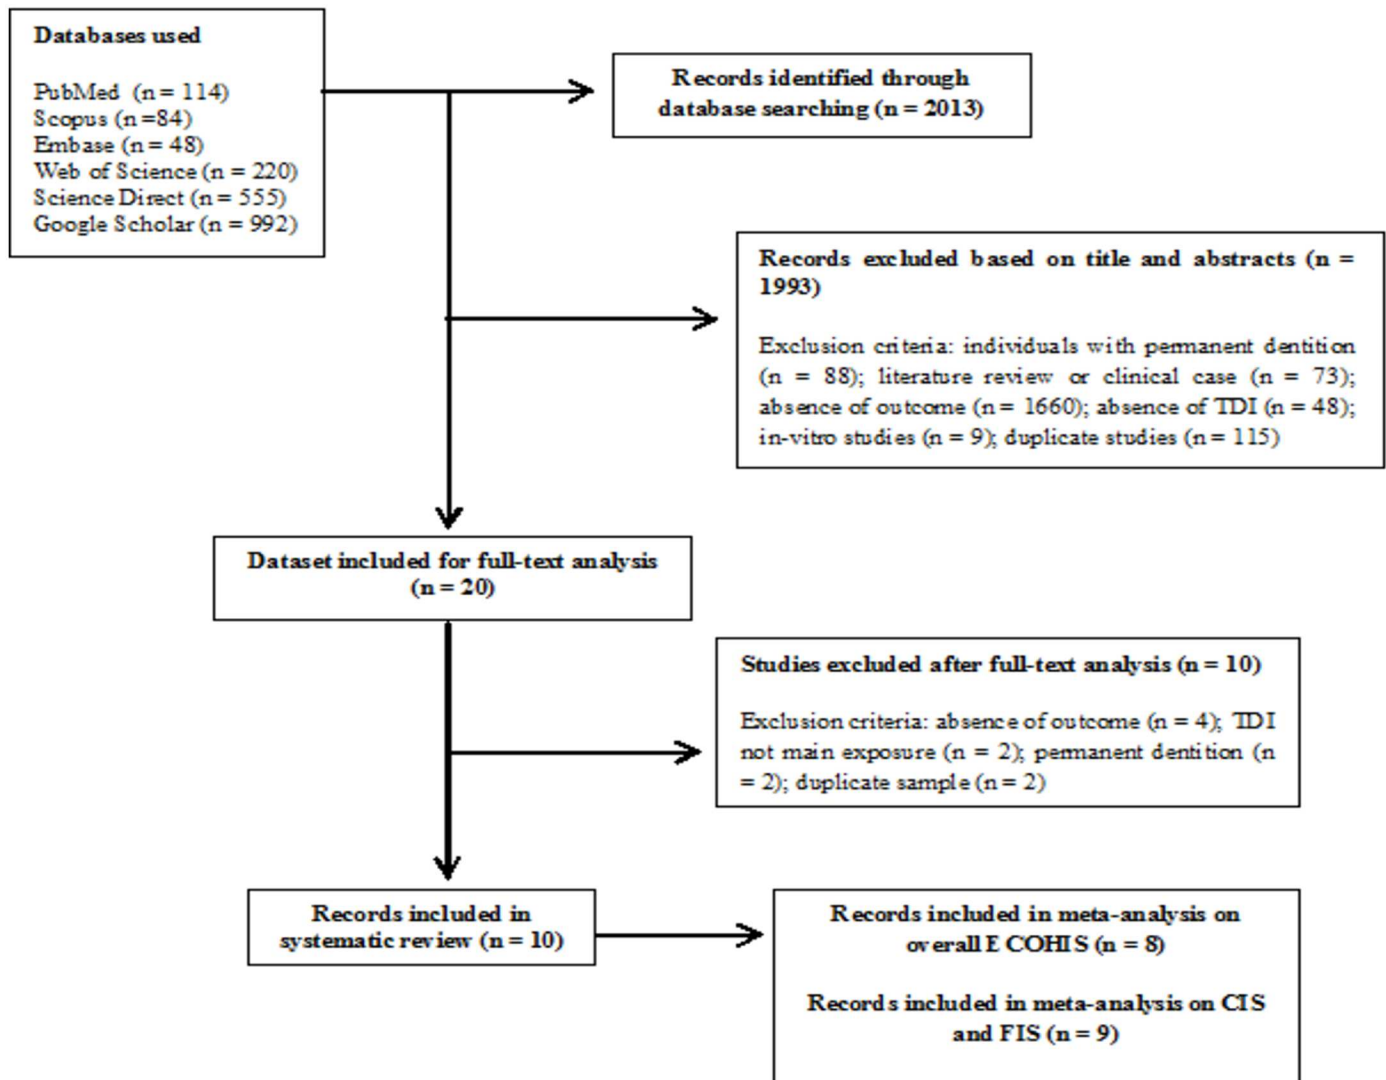 Databases used
PubMed (n = 114)
Scopus (n =84)
Embase (n = 48)
Web of Science (n = 220)
Science Direct (n = 555)
Google Scholar (n = 992)
Records identified through
database searching (n = 2013)
Records excluded based on title and abstracts (n =
1993)
Exclusion criteria: individuals with permanent dentition
(n = 88); literature review or clinical case (n = 73);
absence of outcome (n = 1660); absence of TDI (n = 48);
in-vitro studies (n = 9); duplicate studies (n = 115)
Dataset included for full-text analysis
(n = 20)
Studies excluded after full-text analysis (n = 10)
Exclusion criteria: absence of outcome (n = 4); TDI
not main exposure (n = 2); permanent dentition (n
= 2); duplicate sample (n = 2)
Records included in
systematic review (n = 10)
Records included in meta-analysis on
overall E COHIS (n = 8)
Records included in meta-analysis on CIS
and FIS (n = 9)